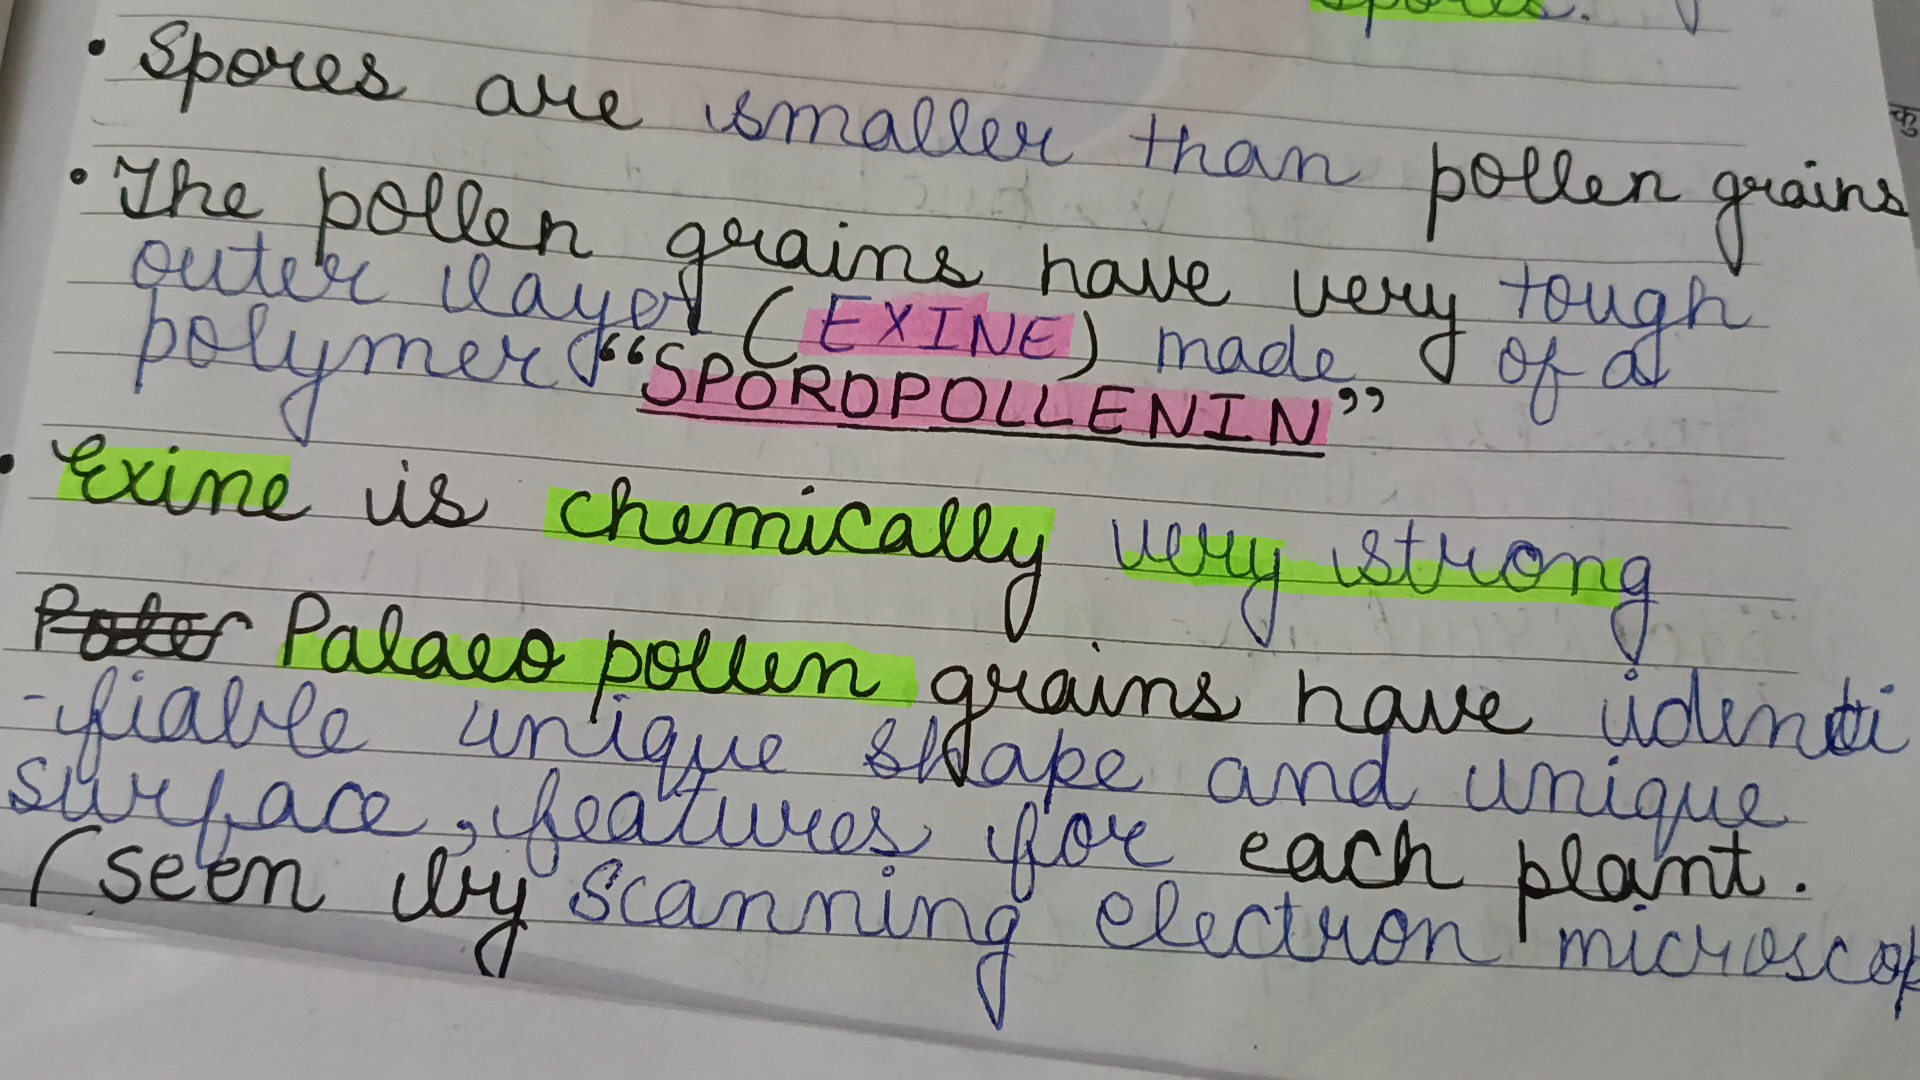 spores.
• Spores are smaller than pollen grains
• The pollen grains have very tough
outer layer (EXINE) made of a
polymer “SPOROPOLLENIN”
• Exine is chemically very strong
Palaeo pollen grains have identi
-fiable unique shape and unique
surface, features for each plant.
(seen by scanning electron microscop
कु